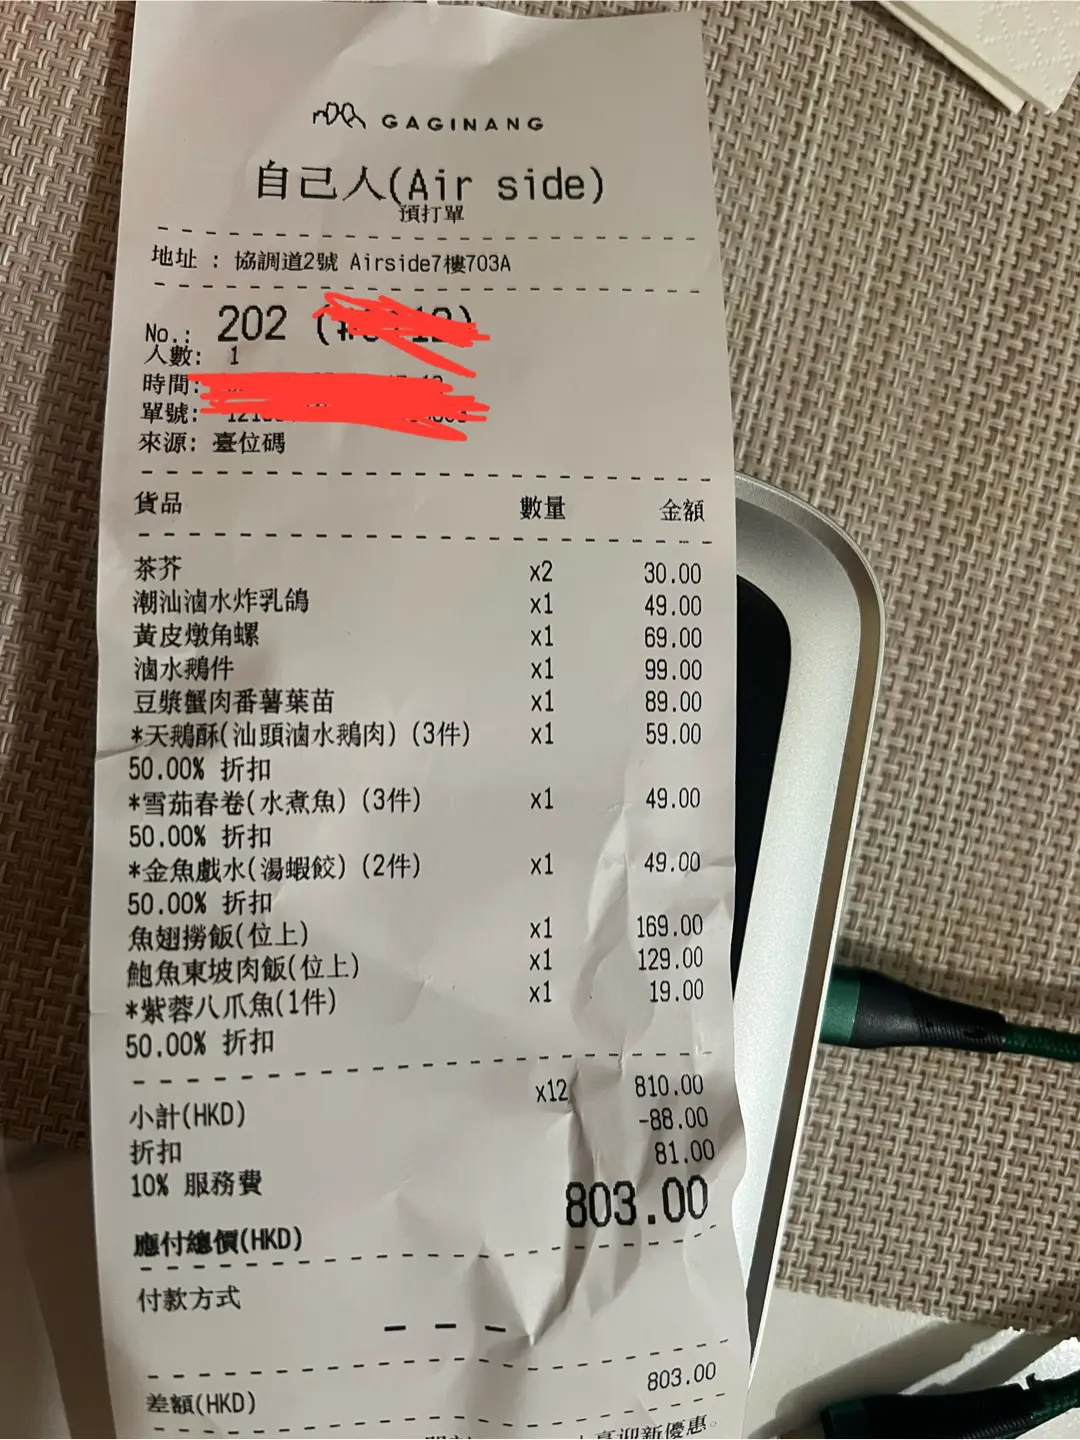 GAGINANG
自己人(Air side)
預打單
地址 : 協調道2號 Airside7樓703A
No.: 202
人數: 1
時間:
單號:
來源: 臺位碼
貨品 數量 金額
茶芥 x2 30.00
潮汕滷水炸乳鴿 x1 49.00
黃皮燉角螺 x1 69.00
滷水鵝件 x1 99.00
豆漿蟹肉番薯葉苗 x1 89.00
*天鵝酥(汕頭滷水鵝肉) (3件) x1 59.00
50.00% 折扣
*雪茄春卷(水煮魚) (3件) x1 49.00
50.00% 折扣
*金魚戲水(湯蝦餃) (2件) x1 49.00
50.00% 折扣
魚翅撈飯(位上) x1 169.00
鮑魚東坡肉飯(位上) x1 129.00
*紫蓉八爪魚(1件) x1 19.00
50.00% 折扣
小計(HKD) x12 810.00
折扣 -88.00
10% 服務費 81.00
應付總價(HKD) 803.00
付款方式
— — —
差額(HKD) 803.00
迎新優惠。